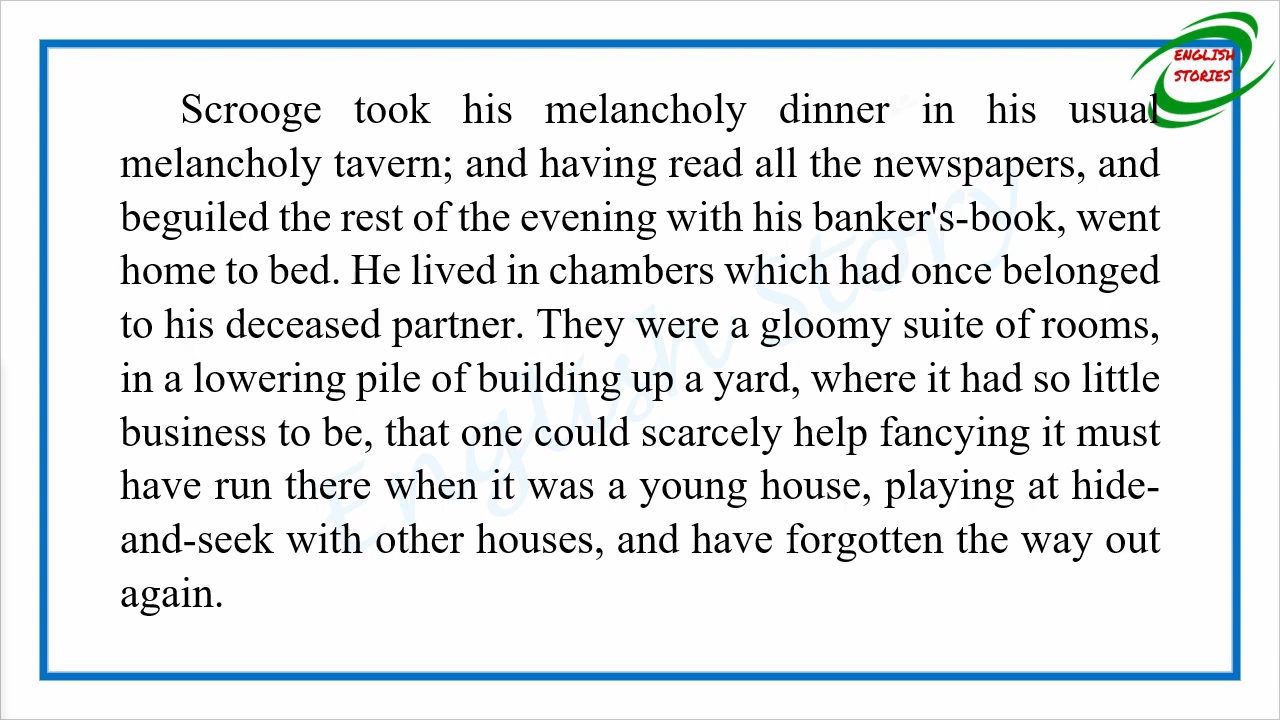 ENGLISH
STORIES
Scrooge took his melancholy dinner in his usual
melancholy tavern; and having read all the newspapers, and
beguiled the rest of the evening with his banker's-book, went
home to bed. He lived in chambers which had once belonged
to his deceased partner. They were a gloomy suite of rooms,
in a lowering pile of building up a yard, where it had so little
business to be, that one could scarcely help fancying it must
have run there when it was a young house, playing at hide-
and-seek with other houses, and have forgotten the way out
again.
English Story